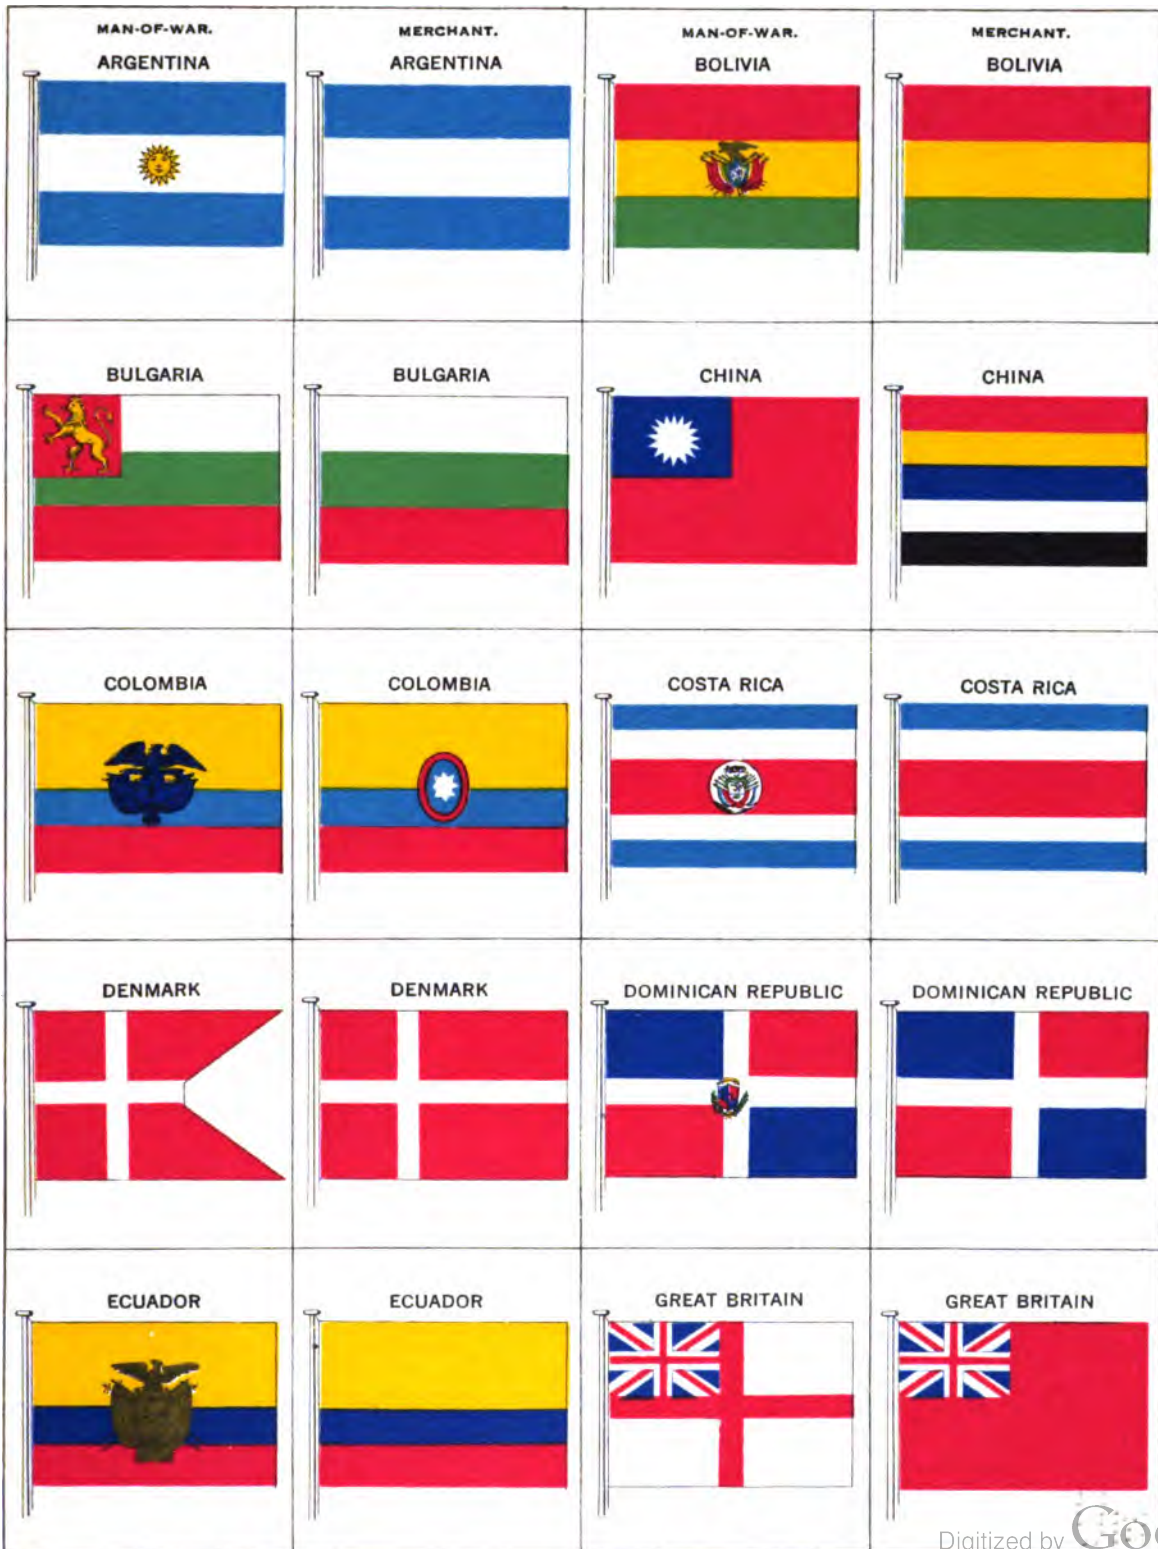 MAN-OF-WAR. MERCHANT. MAN-OF-WAR. MERCHANT.
ARGENTINA ARGENTINA BOLIVIA BOLIVIA
BULGARIA BULGARIA CHINA CHINA
COLOMBIA COLOMBIA COSTA RICA COSTA RICA
DENMARK DENMARK DOMINICAN REPUBLIC DOMINICAN REPUBLIC
ECUADOR ECUADOR GREAT BRITAIN GREAT BRITAIN
Digitized by Goo